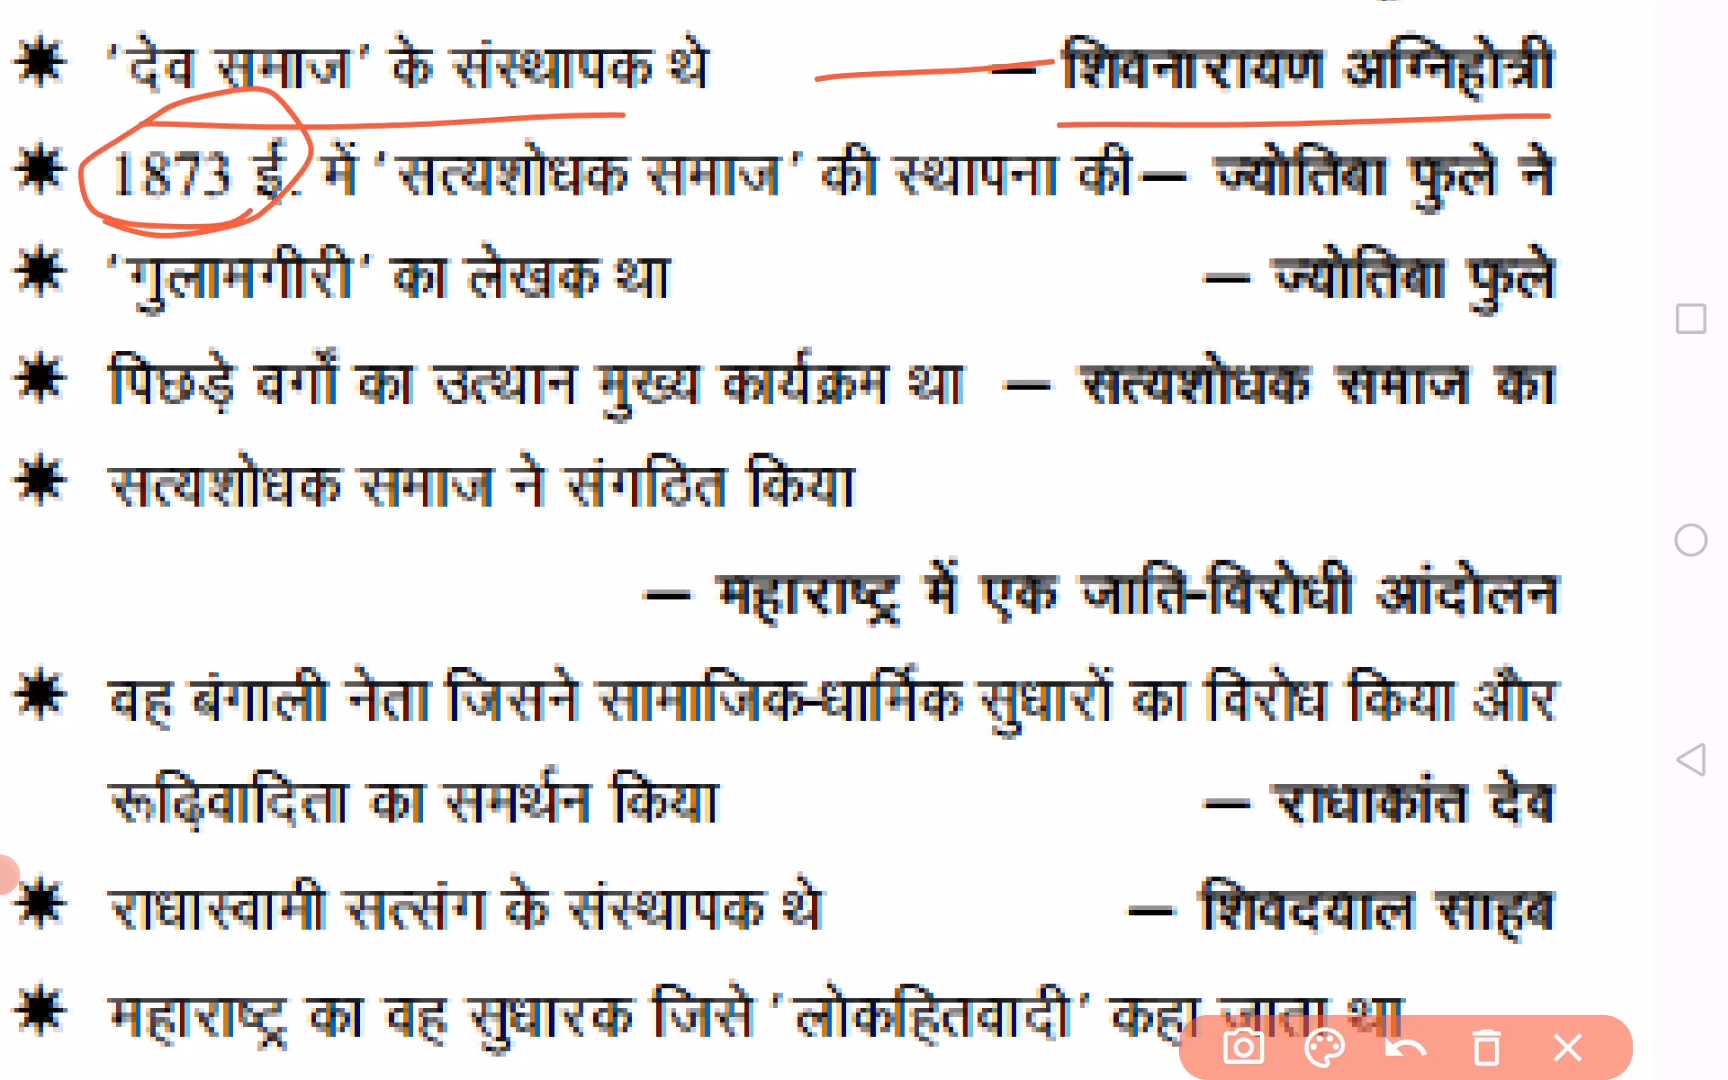 ✷ 'देव समाज' के संस्थापक थे — शिवनारायण अग्निहोत्री
✷ 1873 ई. में 'सत्यशोधक समाज' की स्थापना की— ज्योतिबा फुले ने
✷ 'गुलामगीरी' का लेखक था — ज्योतिबा फुले
✷ पिछड़े वर्गों का उत्थान मुख्य कार्यक्रम था — सत्यशोधक समाज का
✷ सत्यशोधक समाज ने संगठित किया
— महाराष्ट्र में एक जाति-विरोधी आंदोलन
✷ वह बंगाली नेता जिसने सामाजिक-धार्मिक सुधारों का विरोध किया और
रूढ़िवादिता का समर्थन किया — राधाकांत देव
✷ राधास्वामी सत्संग के संस्थापक थे — शिवदयाल साहब
✷ महाराष्ट्र का वह सुधारक जिसे 'लोकहितवादी' कहा जाता था